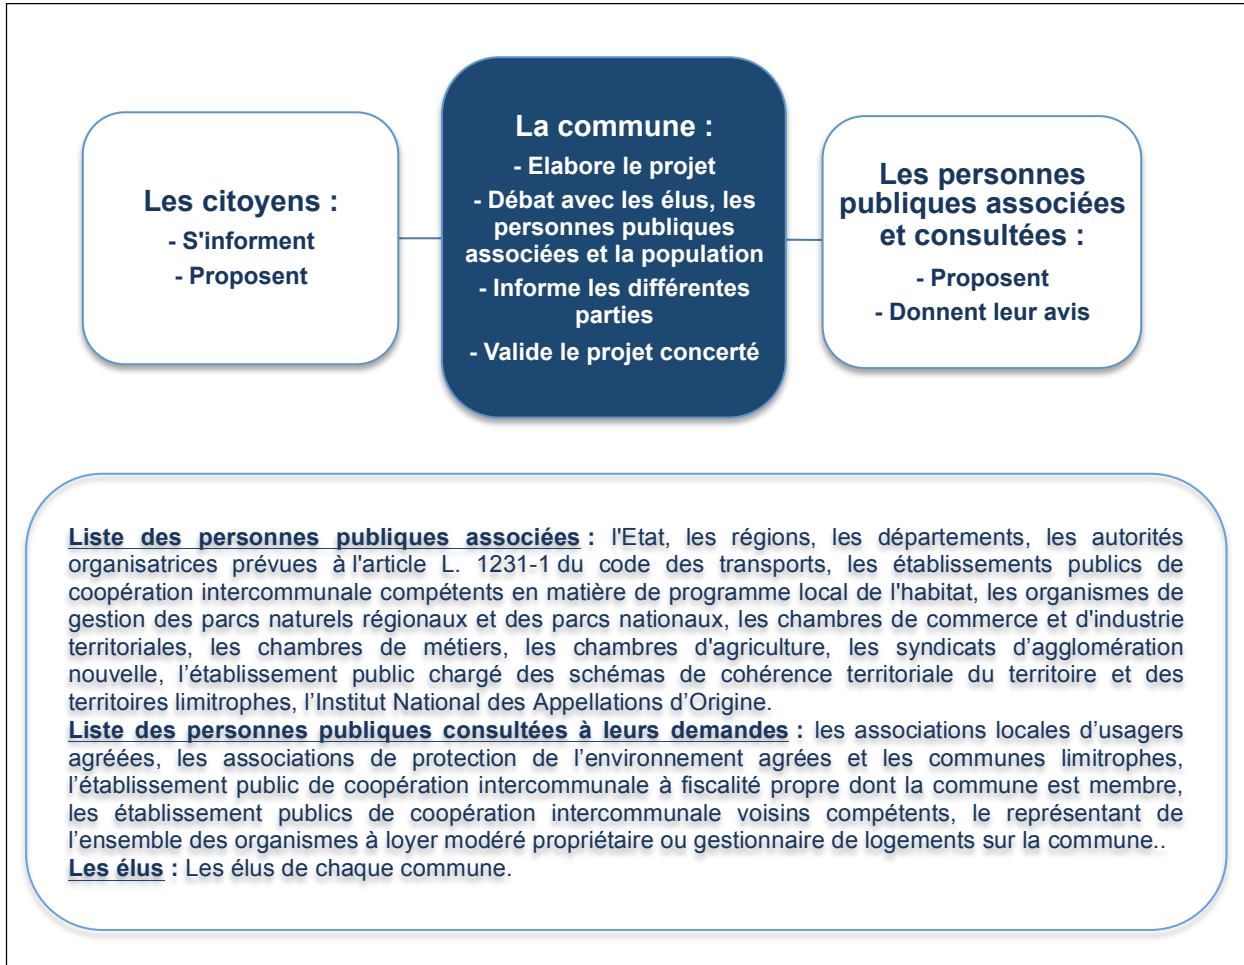 Les citoyens :
- S'informent
- Proposent
La commune :
- Elabore le projet
- Débat avec les élus, les
personnes publiques
associées et la population
- Informe les différentes
parties
- Valide le projet concerté
Les personnes
publiques associées
et consultées :
- Proposent
- Donnent leur avis
Liste des personnes publiques associées : l'Etat, les régions, les départements, les autorités
organisatrices prévues à l'article L. 1231-1 du code des transports, les établissements publics de
coopération intercommunale compétents en matière de programme local de l'habitat, les organismes de
gestion des parcs naturels régionaux et des parcs nationaux, les chambres de commerce et d'industrie
territoriales, les chambres de métiers, les chambres d'agriculture, les syndicats d’agglomération
nouvelle, l’établissement public chargé des schémas de cohérence territoriale du territoire et des
territoires limitrophes, l’Institut National des Appellations d’Origine.
Liste des personnes publiques consultées à leurs demandes : les associations locales d’usagers
agréées, les associations de protection de l’environnement agrées et les communes limitrophes,
l’établissement public de coopération intercommunale à fiscalité propre dont la commune est membre,
les établissement publics de coopération intercommunale voisins compétents, le représentant de
l’ensemble des organismes à loyer modéré propriétaire ou gestionnaire de logements sur la commune..
Les élus : Les élus de chaque commune.